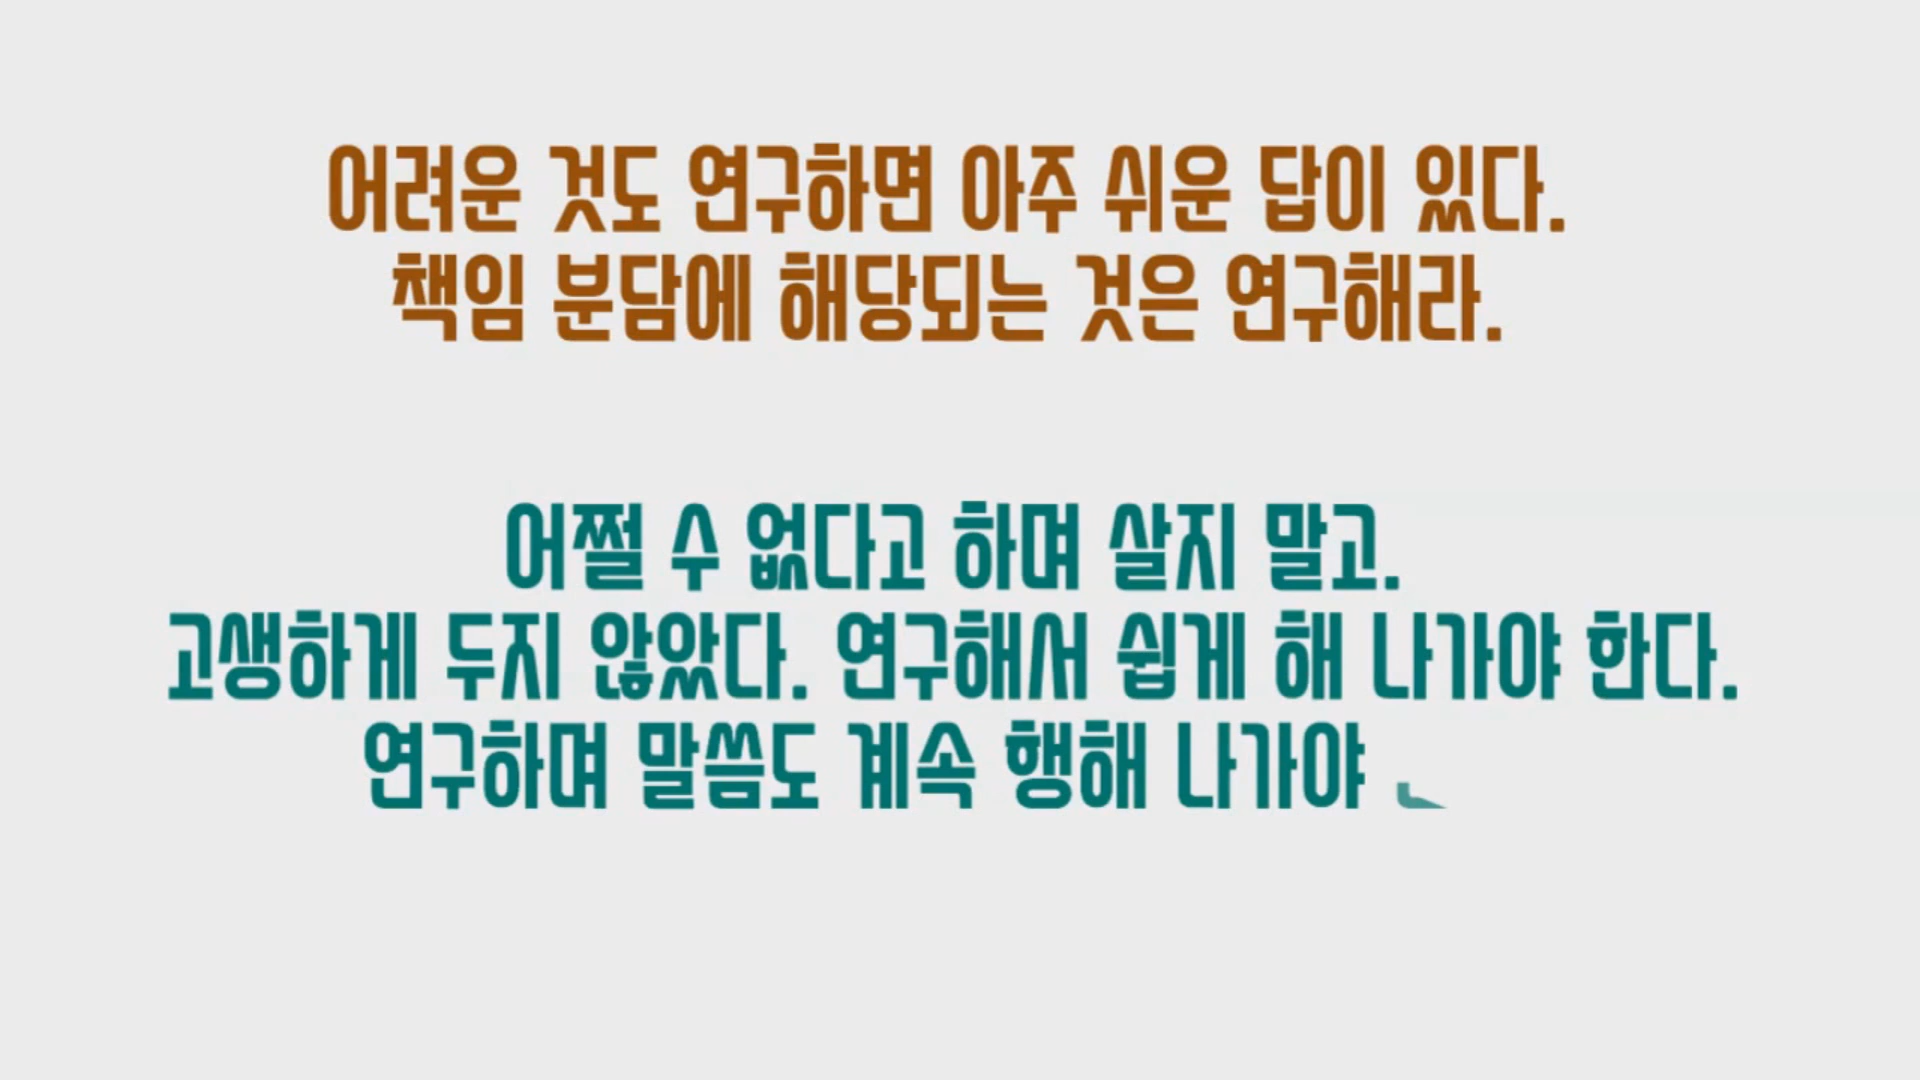 어려운 것도 연구하면 아주 쉬운 답이 있다.
책임 분담에 해당되는 것은 연구해라.
어쩔 수 없다고 하며 살지 말고.
고생하게 두지 않았다. 연구해서 쉽게 해 나가야 한다.
연구하며 말씀도 계속 행해 나가야